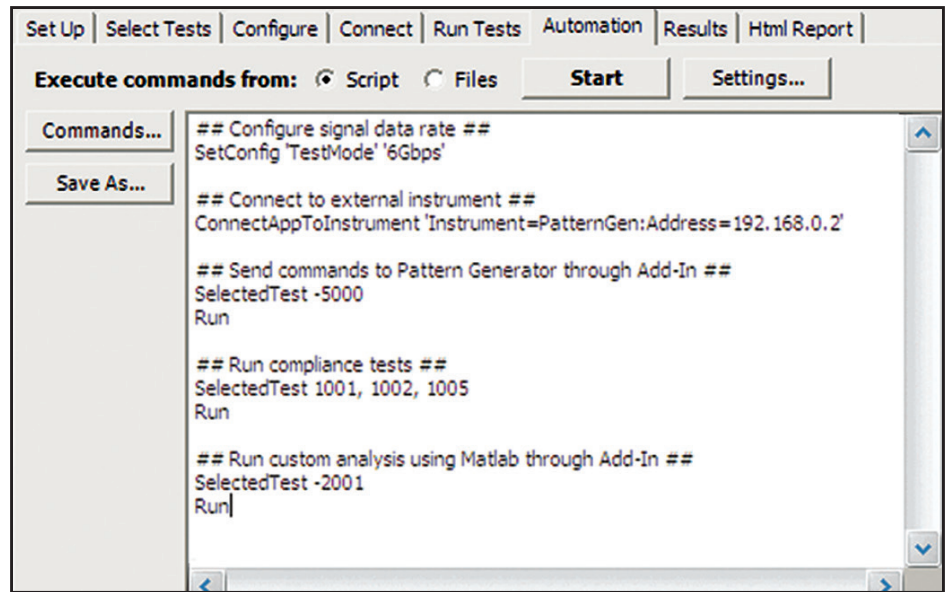 Set Up Select Tests Configure Connect Run Tests Automation Results Html Report
Execute commands from: Script Files Start Settings...
Commands...
Save As...
## Configure signal data rate ##
SetConfig 'TestMode' '6Gbps'
## Connect to external instrument ##
ConnectAppToInstrument 'Instrument=PatternGen:Address=192.168.0.2'
## Send commands to Pattern Generator through Add-In ##
SelectedTest -5000
Run
## Run compliance tests ##
SelectedTest 1001, 1002, 1005
Run
## Run custom analysis using Matlab through Add-In ##
SelectedTest -2001
Run